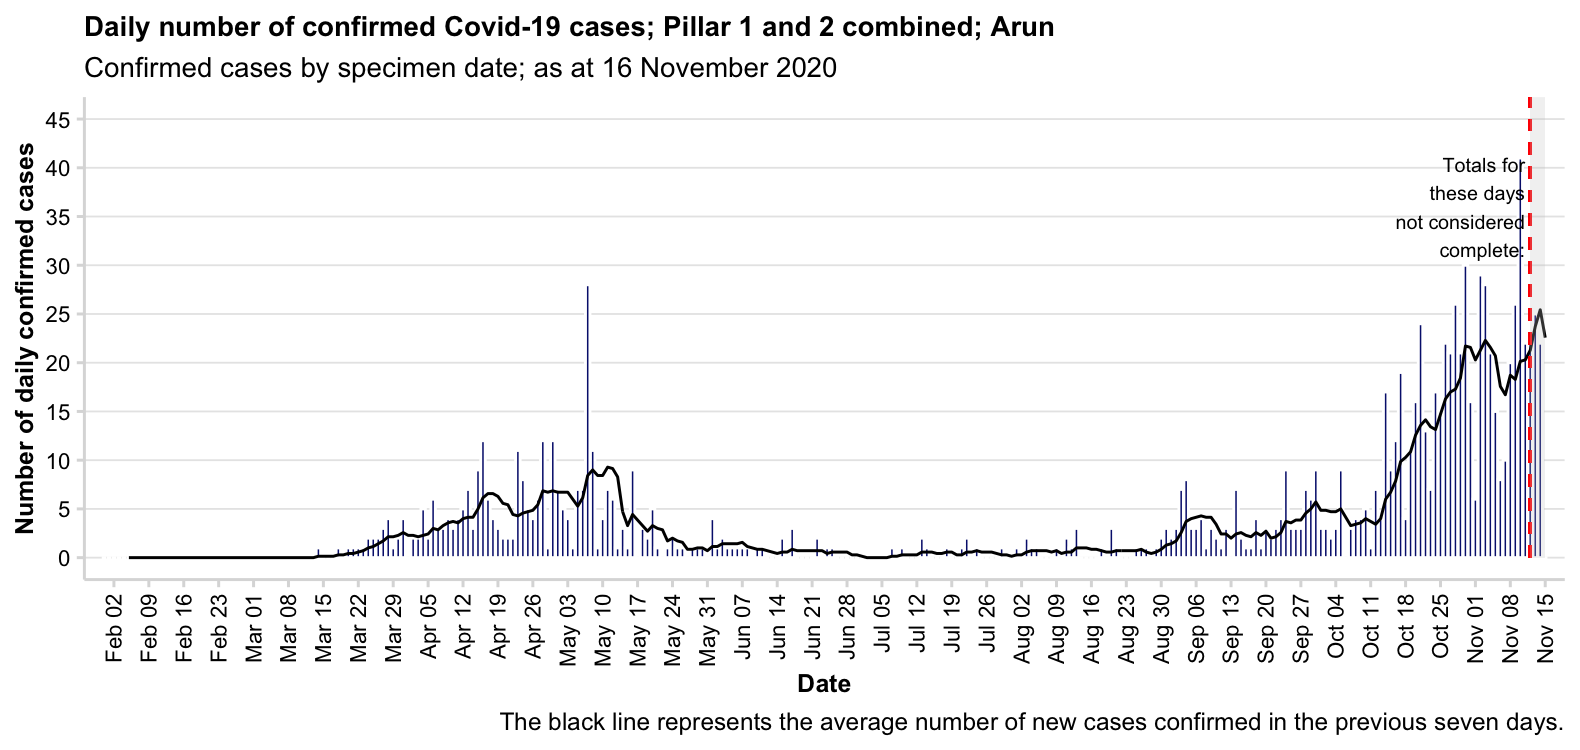 Daily number of confirmed Covid-19 cases; Pillar 1 and 2 combined; Arun
Confirmed cases by specimen date; as at 16 November 2020
Number of daily confirmed cases
45
40
35
30
25
20
15
10
5
0
Totals for
these days
not considered
complete.
Feb 02
Feb 09
Feb 16
Feb 23
Mar 01
Mar 08
Mar 15
Mar 22
Mar 29
Apr 05
Apr 12
Apr 19
Apr 26
May 03
May 10
May 17
May 24
May 31
Jun 07
Jun 14
Jun 21
Jun 28
Jul 05
Jul 12
Jul 19
Jul 26
Aug 02
Aug 09
Aug 16
Aug 23
Aug 30
Sep 06
Sep 13
Sep 20
Sep 27
Oct 04
Oct 11
Oct 18
Oct 25
Nov 01
Nov 08
Nov 15
Date
The black line represents the average number of new cases confirmed in the previous seven days.